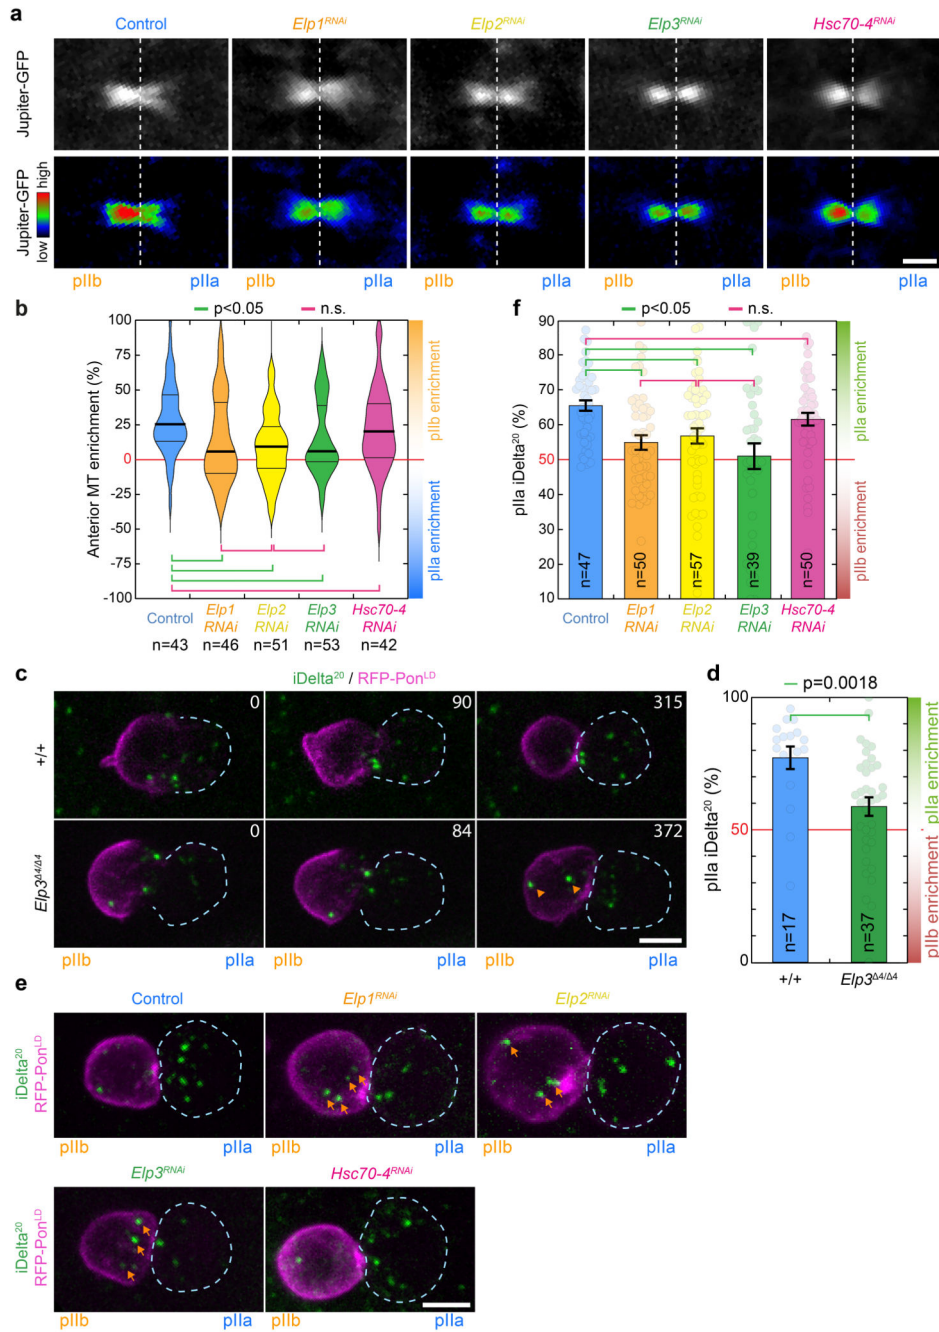 a
Control Elp1RNAi Elp2RNAi Elp3RNAi Hsc70-4RNAi
Jupiter-GFP
Jupiter-GFP
low high
pIIb pIIa pIIb pIIa pIIb pIIa pIIb pIIa pIIb pIIa
b
p<0.05 n.s.
Anterior MT enrichment (%)
100
75
50
25
0
-25
-50
-75
-100
pIIb enrichment
pIIa enrichment
Control Elp1 Elp2 Elp3 Hsc70-4
RNAi RNAi RNAi RNAi
n=43 n=46 n=51 n=53 n=42
f
p<0.05 n.s.
pIIa iDelta20 (%)
90
80
70
60
50
40
30
20
10
n=47 n=50 n=57 n=39 n=50
pIIa enrichment
pIIb enrichment
Control Elp1 Elp2 Elp3 Hsc70-4
RNAi RNAi RNAi RNAi
c
iDelta20 / RFP-PonLD
+/+
0 90 315
Elp3Δ4/Δ4
0 84 372
pIIb pIIa pIIb pIIa pIIb pIIa
d
p=0.0018
pIIa iDelta20 (%)
100
50
0
n=17 n=37
pIIa enrichment
pIIb enrichment
+/+ Elp3Δ4/Δ4
e
Control Elp1RNAi Elp2RNAi
iDelta20
RFP-PonLD
pIIb pIIa pIIb pIIa pIIb pIIa
Elp3RNAi Hsc70-4RNAi
iDelta20
RFP-PonLD
pIIb pIIa pIIb pIIa